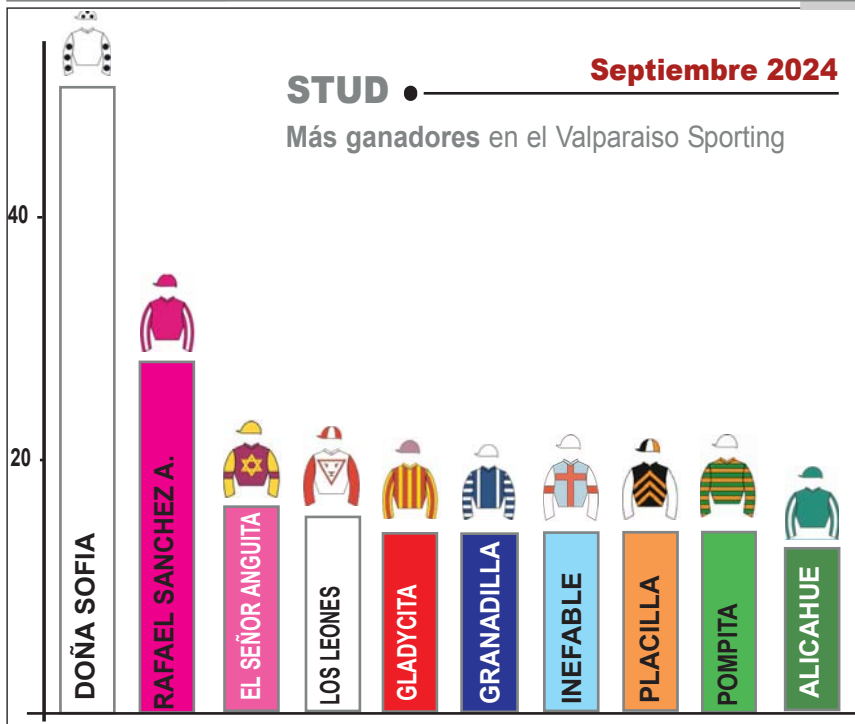 Septiembre 2024
STUD
Más ganadores en el Valparaiso Sporting
40
20
DOÑA SOFIA
RAFAEL SANCHEZ A.
EL SEÑOR ANGUITA
LOS LEONES
GLADYCITA
GRANADILLA
INEFABLE
PLACILLA
POMPITA
ALICAHUE